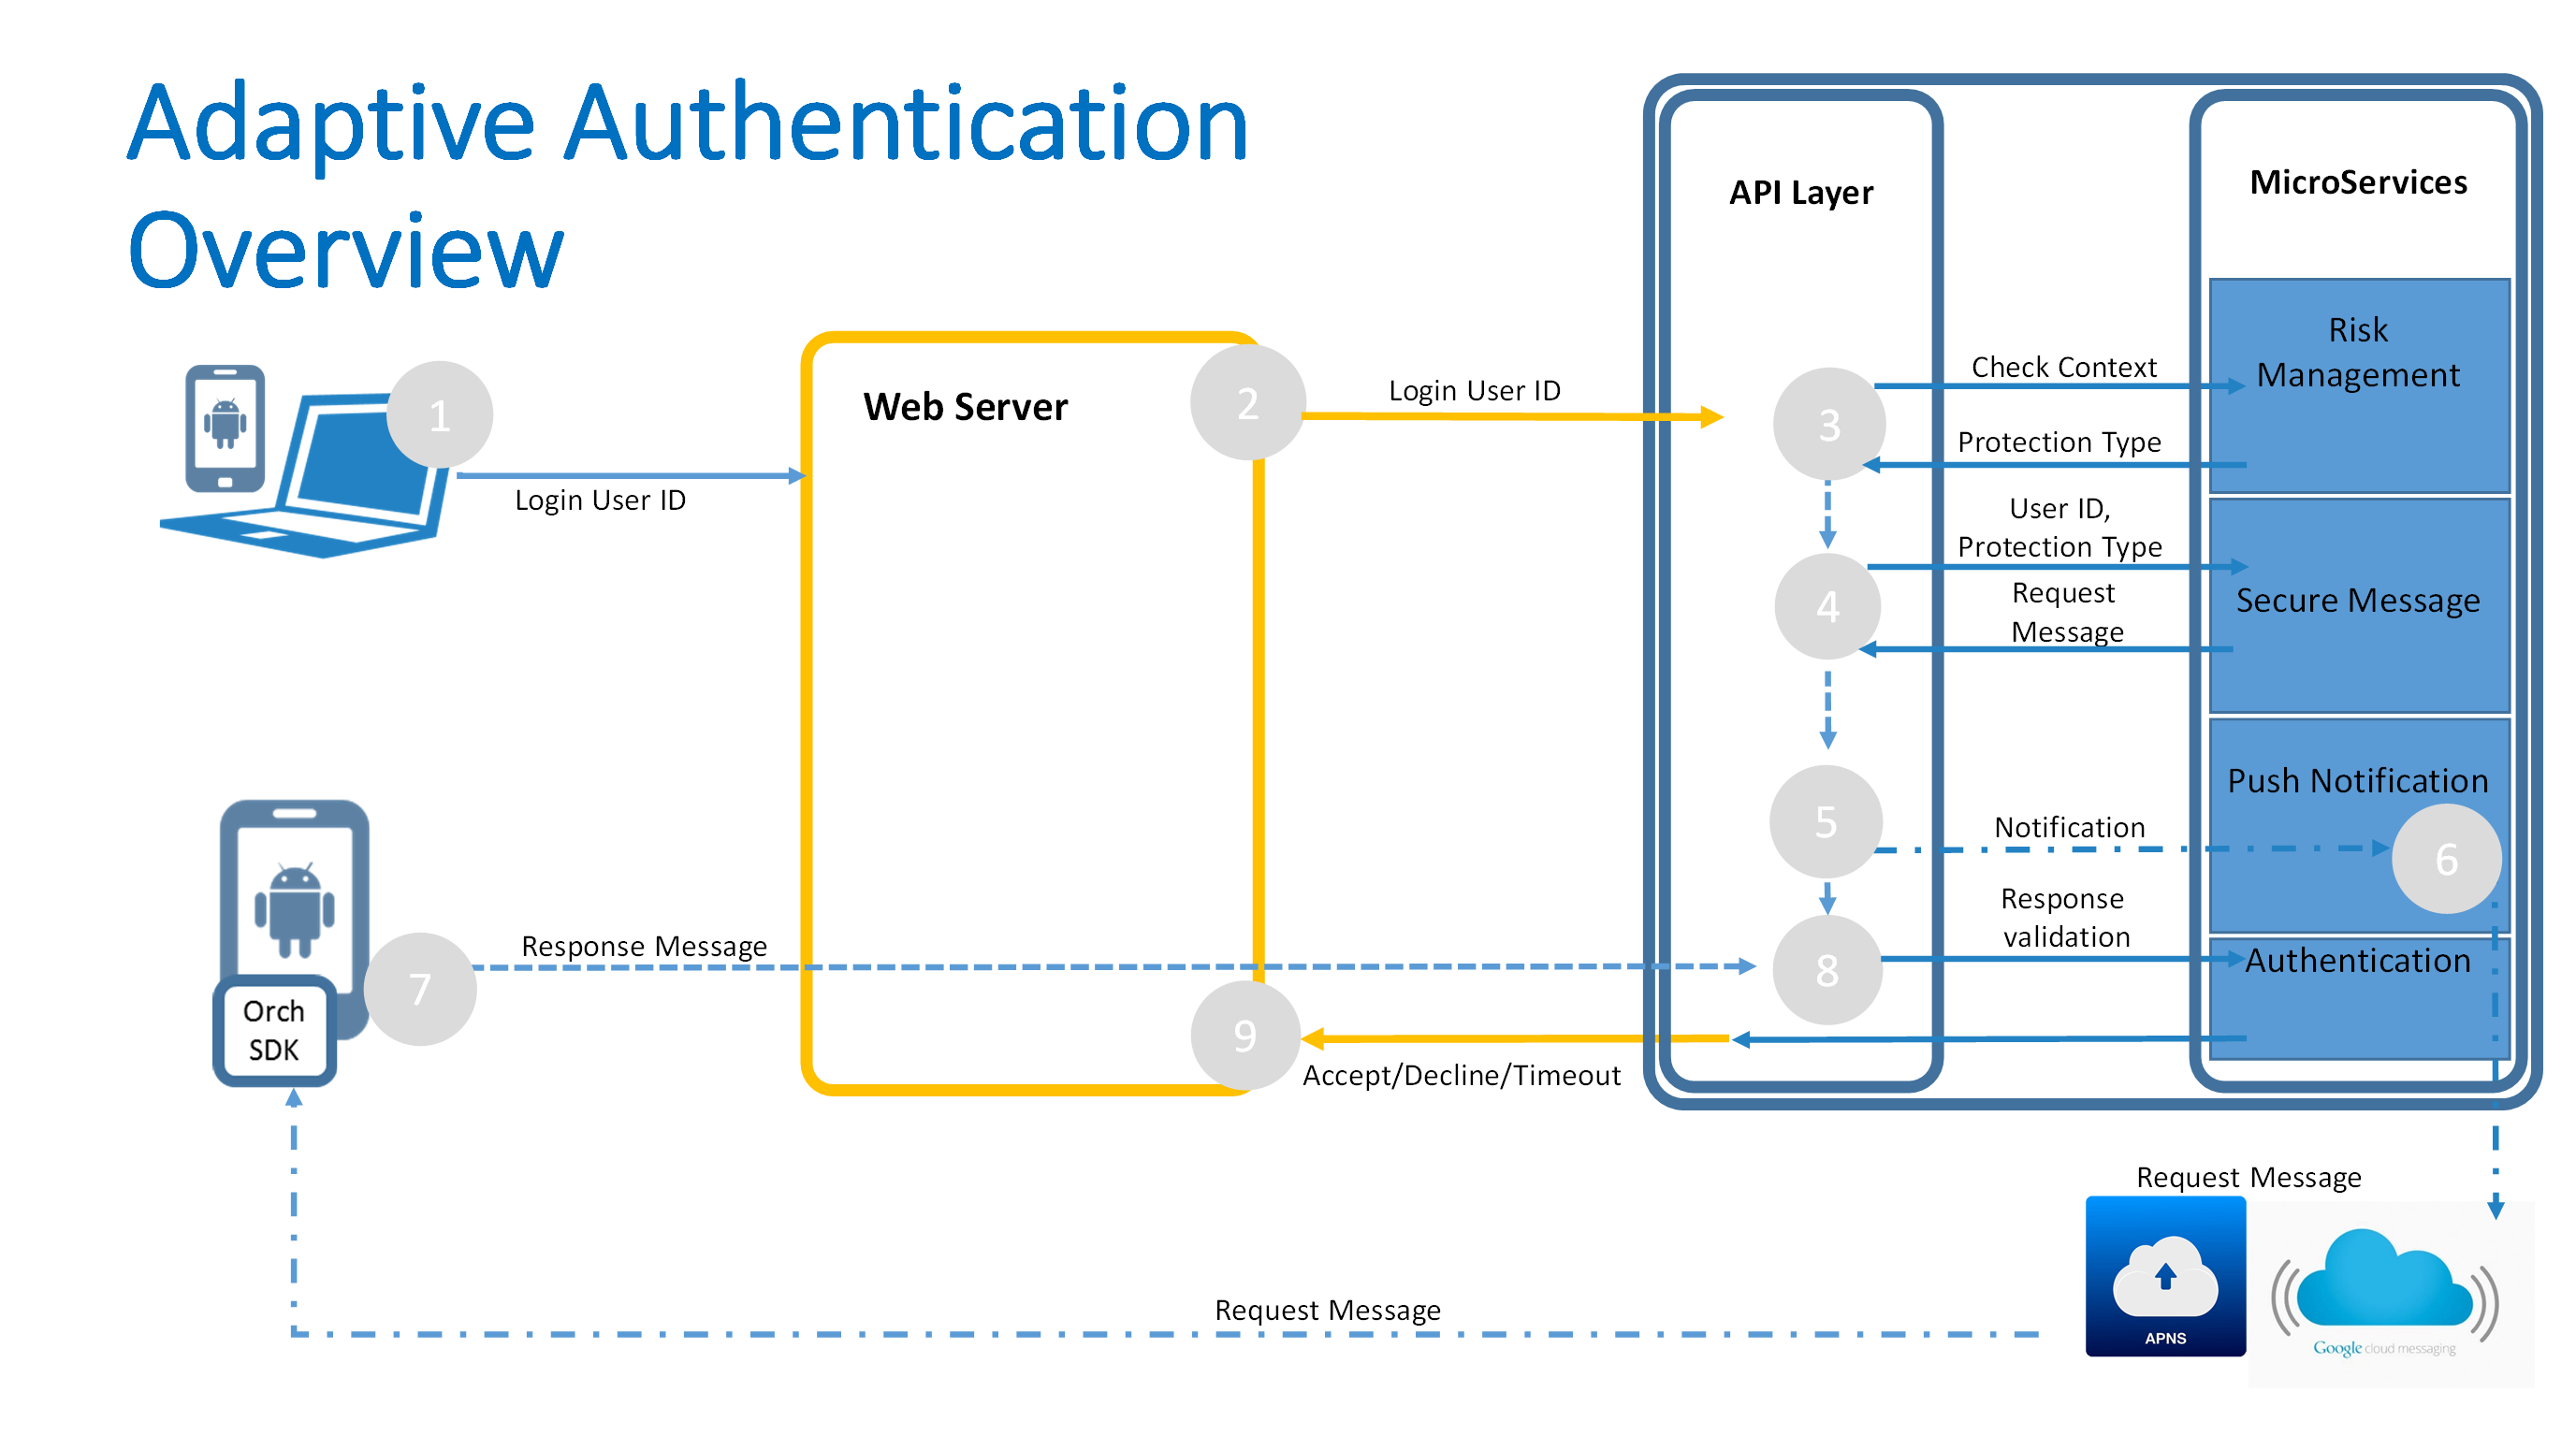 Adaptive Authentication
Overview
API Layer
MicroServices
Risk
Management
Check Context
3
Protection Type
1
Login User ID
Web Server
2
Login User ID
User ID,
Protection Type
4
Request
Message
Secure Message
Push Notification
5
Notification
6
Response
validation
8
Authentication
Response Message
7
Orch
SDK
9
Accept/Decline/Timeout
Request Message
APNS
Google cloud messaging
Request Message